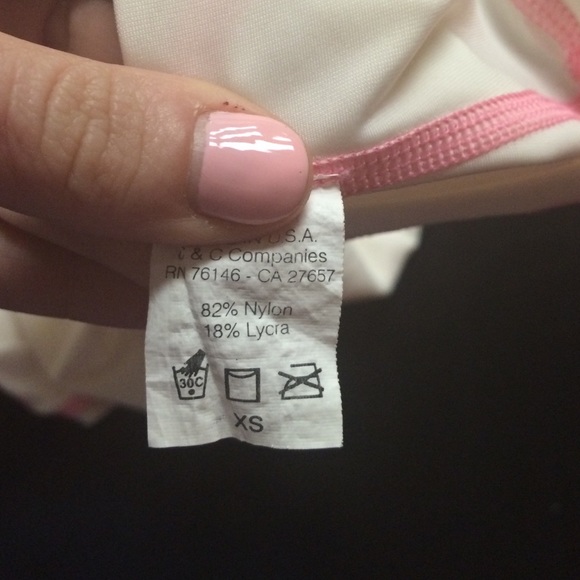 U.S.A.
& C Companies
RN 76146 - CA 27657
82% Nylon
18% Lycra
30C
XS